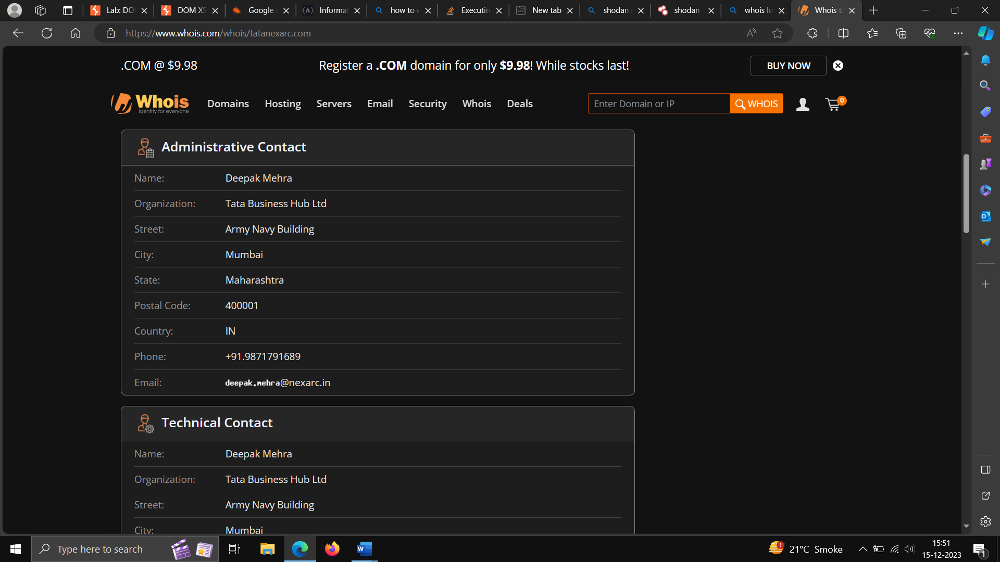 Lab: DO
DOM XS
Google
Informat
how to e
Executin
New tab
shodan
shodan
whois lo
Whois ta
https://www.whois.com/whois/tatanexarc.com
.COM @ $9.98
Register a .COM domain for only $9.98! While stocks last!
BUY NOW
Whois
Identity for everyone
Domains
Hosting
Servers
Email
Security
Whois
Deals
Enter Domain or IP
WHOIS
0
Administrative Contact
Name: Deepak Mehra
Organization: Tata Business Hub Ltd
Street: Army Navy Building
City: Mumbai
State: Maharashtra
Postal Code: 400001
Country: IN
Phone: +91.9871791689
Email: deepak.mehra@nexarc.in
Technical Contact
Name: Deepak Mehra
Organization: Tata Business Hub Ltd
Street: Army Navy Building
City: Mumbai
Type here to search
21°C Smoke
15:51
15-12-2023
1